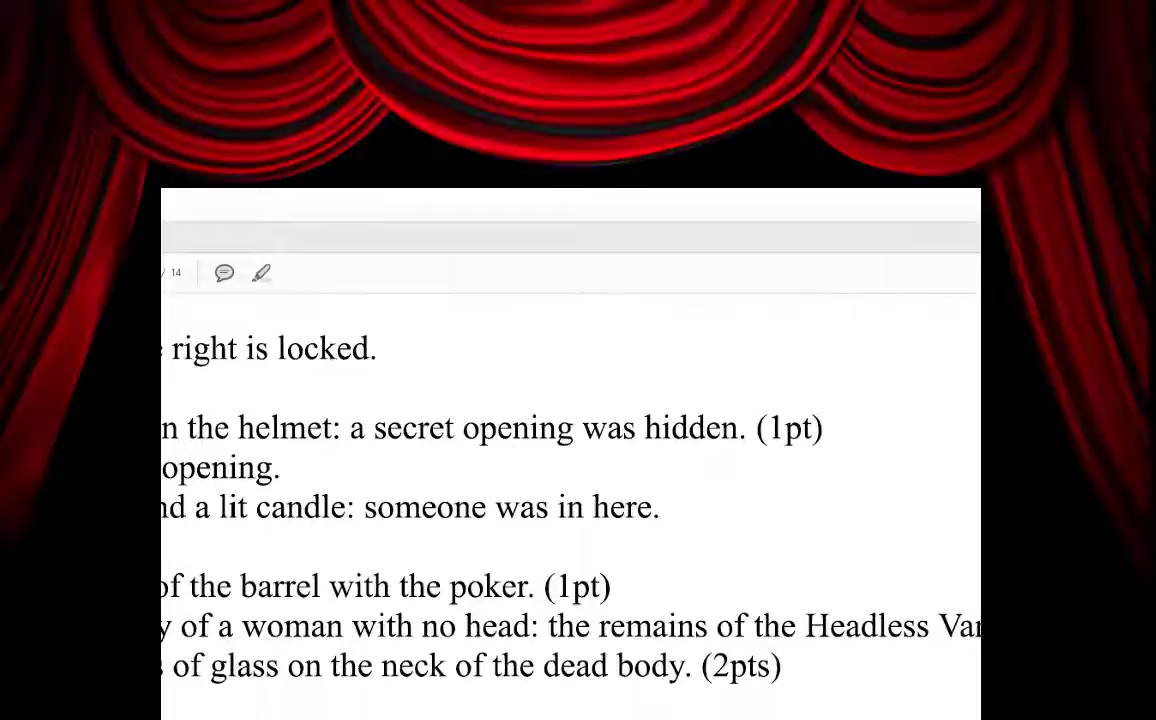 / 14
right is locked.
n the helmet: a secret opening was hidden. (1pt)
opening.
nd a lit candle: someone was in here.
of the barrel with the poker. (1pt)
y of a woman with no head: the remains of the Headless
s of glass on the neck of the dead body. (2pts)